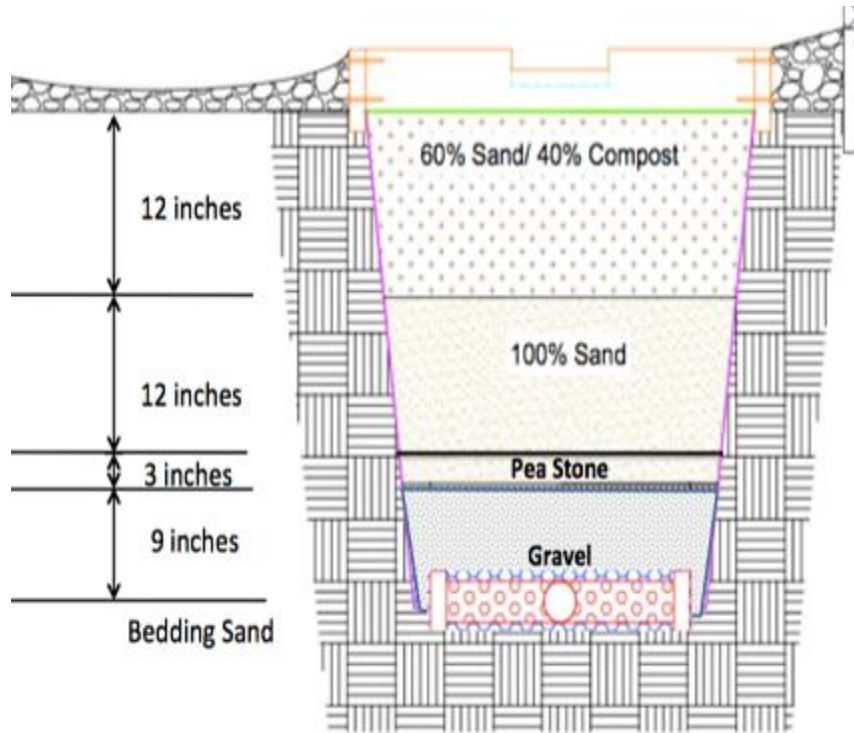 60% Sand/ 40% Compost
12 inches
100% Sand
12 inches
Pea Stone
3 inches
9 inches
Gravel
Bedding Sand